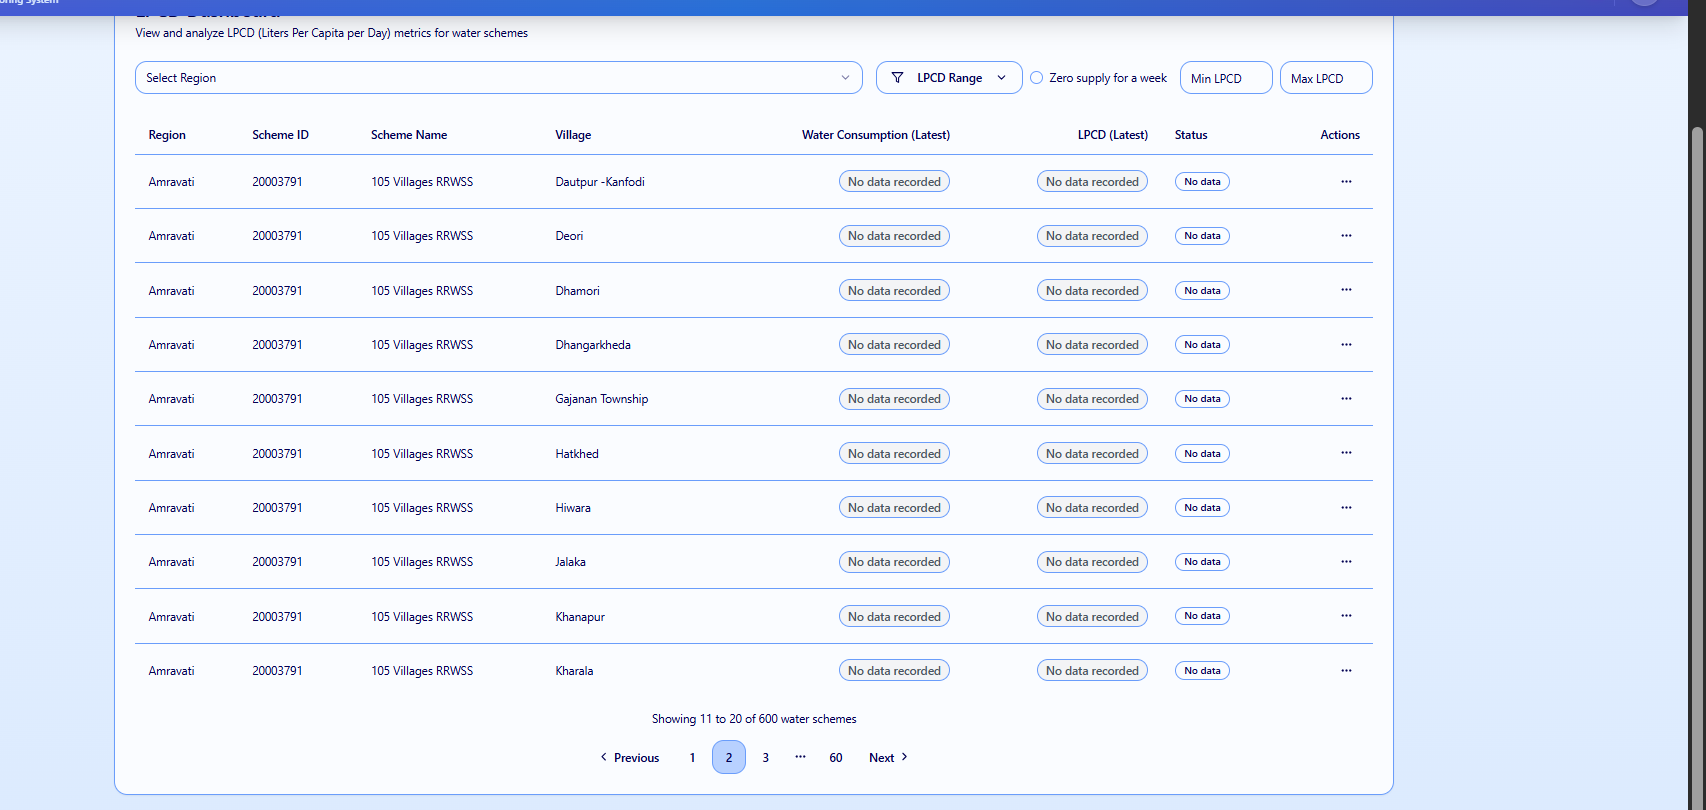 View and analyze LPCD (Liters Per Capita per Day) metrics for water schemes
Select Region LPCD Range Zero supply for a week Min LPCD Max LPCD
Region Scheme ID Scheme Name Village Water Consumption (Latest) LPCD (Latest) Status Actions
Amravati 20003791 105 Villages RRWSS Dautpur -Kanfodi No data recorded No data recorded No data ...
Amravati 20003791 105 Villages RRWSS Deori No data recorded No data recorded No data ...
Amravati 20003791 105 Villages RRWSS Dhamori No data recorded No data recorded No data ...
Amravati 20003791 105 Villages RRWSS Dhangarkheda No data recorded No data recorded No data ...
Amravati 20003791 105 Villages RRWSS Gajanan Township No data recorded No data recorded No data ...
Amravati 20003791 105 Villages RRWSS Hatkhed No data recorded No data recorded No data ...
Amravati 20003791 105 Villages RRWSS Hiwara No data recorded No data recorded No data ...
Amravati 20003791 105 Villages RRWSS Jalaka No data recorded No data recorded No data ...
Amravati 20003791 105 Villages RRWSS Khanapur No data recorded No data recorded No data ...
Amravati 20003791 105 Villages RRWSS Kharala No data recorded No data recorded No data ...
Showing 11 to 20 of 600 water schemes
< Previous 1 2 3 ... 60 Next >